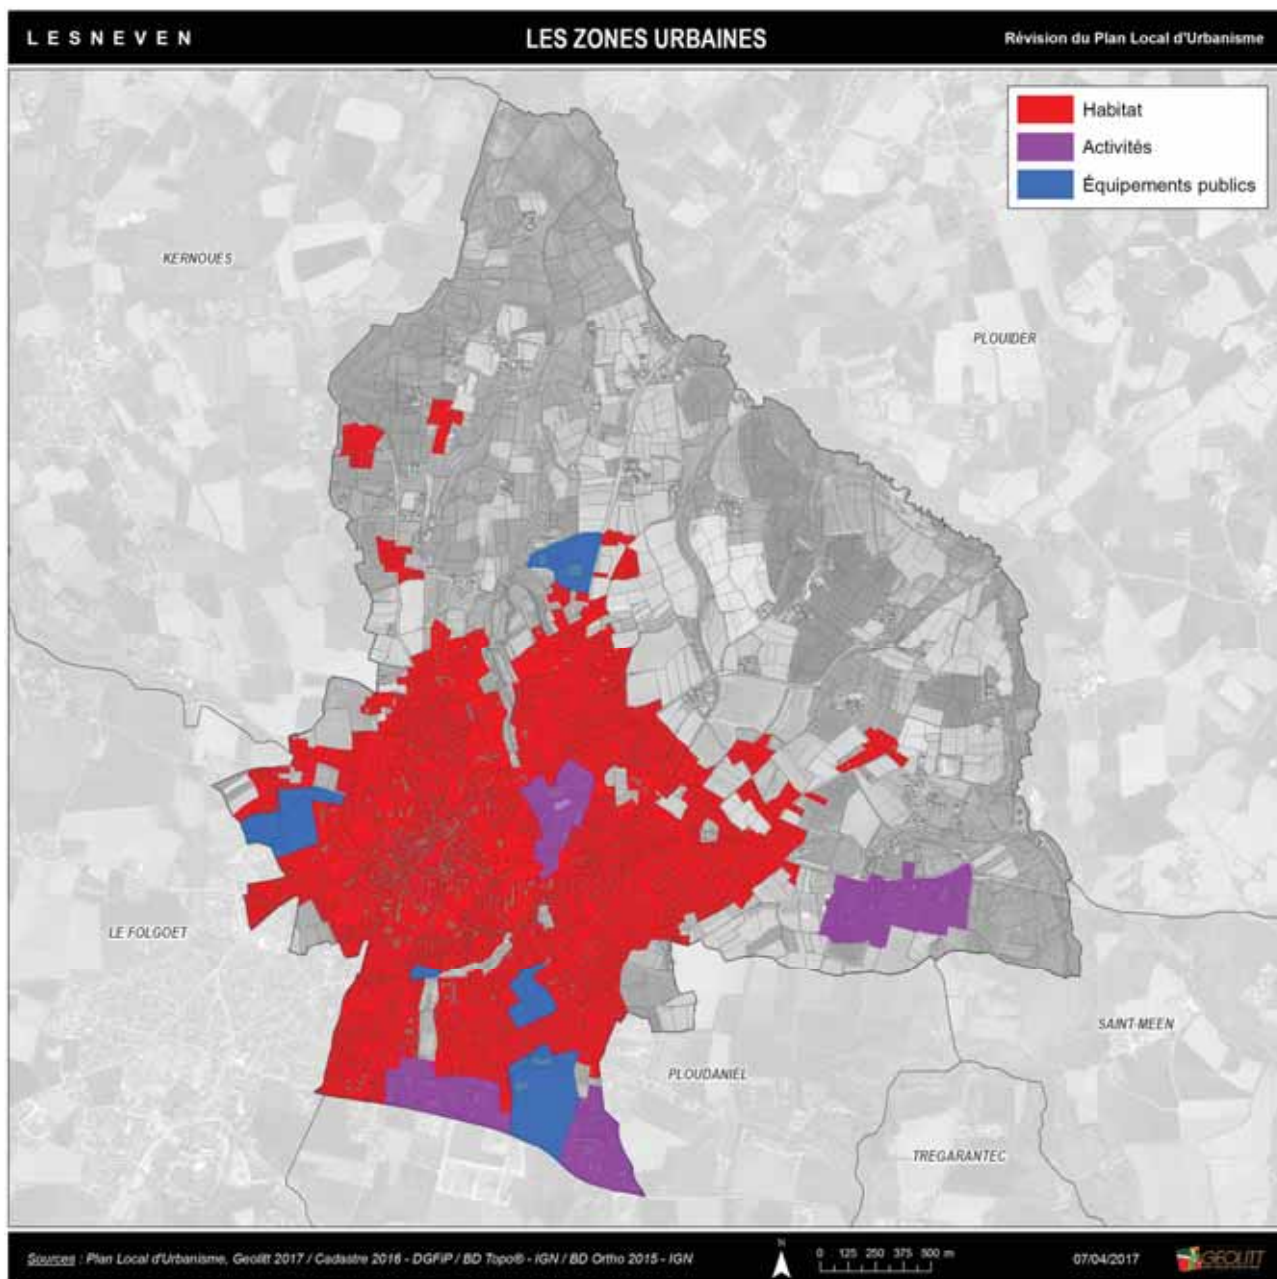 LESNEVEN
LES ZONES URBAINES
Révision du Plan Local d'Urbanisme
Habitat
Activités
Équipements publics
KERNOUES
PLOUIDER
LE FOLGOET
SAINT-MEEN
PLOUDANIEL
TREGARANTEC
Sources : Plan Local d'Urbanisme, Geolitt 2017 / Cadastre 2016 - DGFiP / BD Topo® - IGN / BD Ortho 2015 - IGN
N
0 125 250 375 500 m
07/04/2017
GÉOLITT